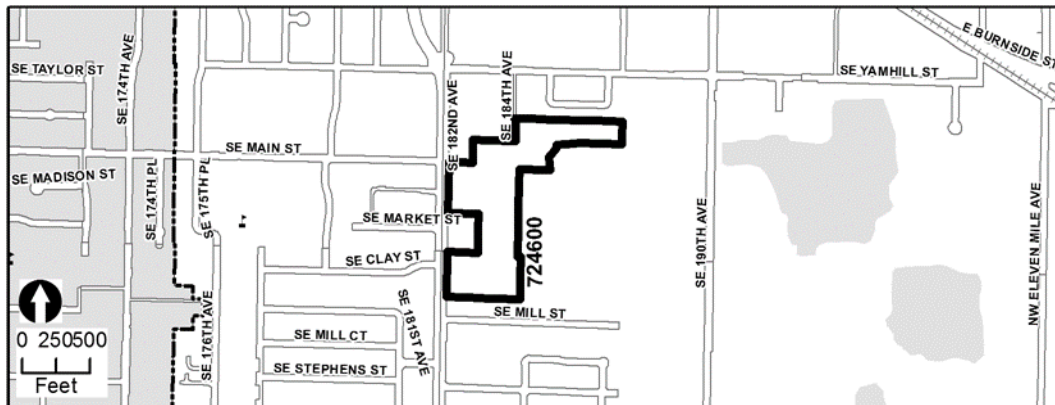 E BURNSIDE ST
SE TAYLOR ST
SE 174TH AVE
SE 182ND AVE
SE 184TH AVE
SE YAMHILL ST
SE MAIN ST
SE MADISON ST
SE 174TH PL
SE 175TH PL
SE MARKET ST
SE CLAY ST
724600
SE 190TH AVE
NW ELEVEN MILE AVE
SE 176TH AVE
SE 181ST AVE
SE MILL ST
SE MILL CT
SE STEPHENS ST
0 250 500
Feet